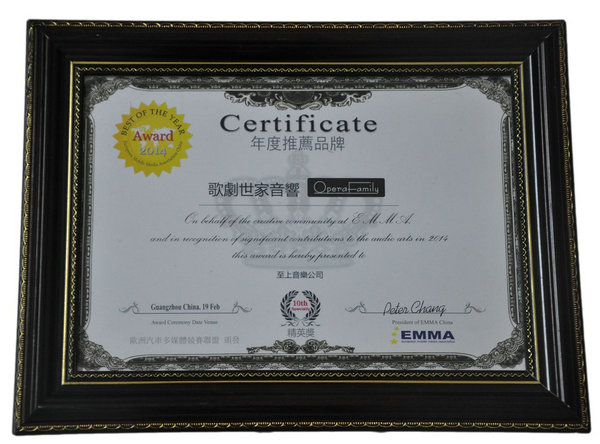 BEST OF THE YEAR
Award
2014
Certificate
年度推薦品牌
歌劇世家音響 OperaFamily
On behalf of the creative community at E.M.M.A.
and in recognition of significant contributions to the audio arts in 2014
this award is hereby presented to
至上音樂公司
Guangzhou China. 19 Feb
Award Ceremony Date Venue
10th
Specialty
精英獎
Peter Chang
President of EMMA China
EMMA
歐洲汽車多媒體競賽聯盟 頒發